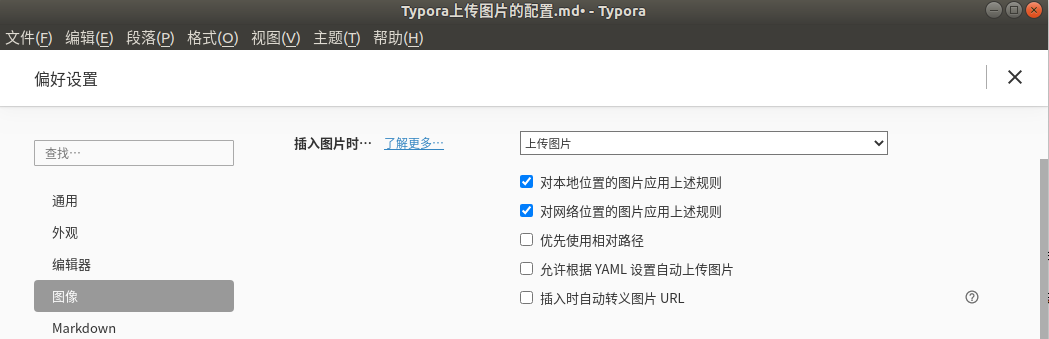 Typora上传图片的配置.md• - Typora
文件(F) 编辑(E) 段落(P) 格式(O) 视图(V) 主题(T) 帮助(H)
偏好设置
插入图片时… 了解更多… 上传图片
查找…
对本地位置的图片应用上述规则
通用
对网络位置的图片应用上述规则
外观
优先使用相对路径
编辑器
允许根据 YAML 设置自动上传图片
图像
插入时自动转义图片 URL
Markdown